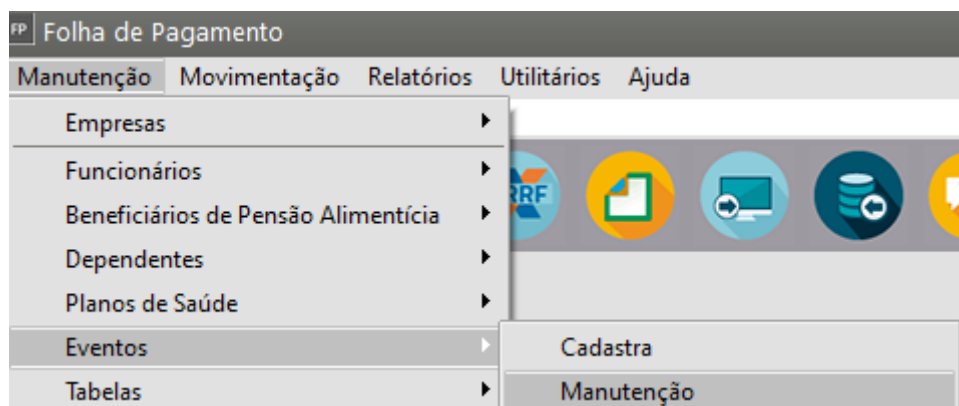 FP Folha de Pagamento
Manutenção Movimentação Relatórios Utilitários Ajuda
Empresas
Funcionários
RRF
Beneficiários de Pensão Alimentícia
Dependentes
Planos de Saúde
Eventos
Cadastra
Tabelas
Manutenção